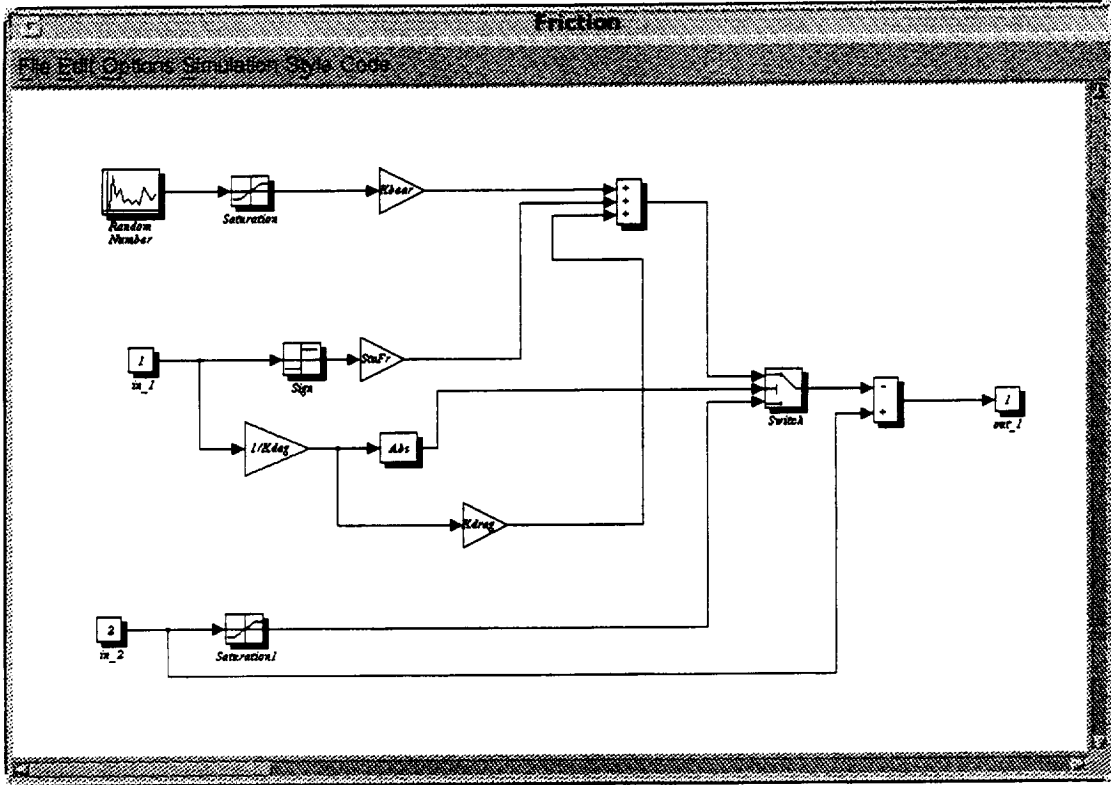 Friction
File Edit Options Simulation Style Code
Random
Number
Saturation
Kbear
+
+
+
1
in_1
Sign
StaFr
1/Kdeg
Abs
Kdrag
Switch
-
+
1
out_1
2
in_2
Saturation1